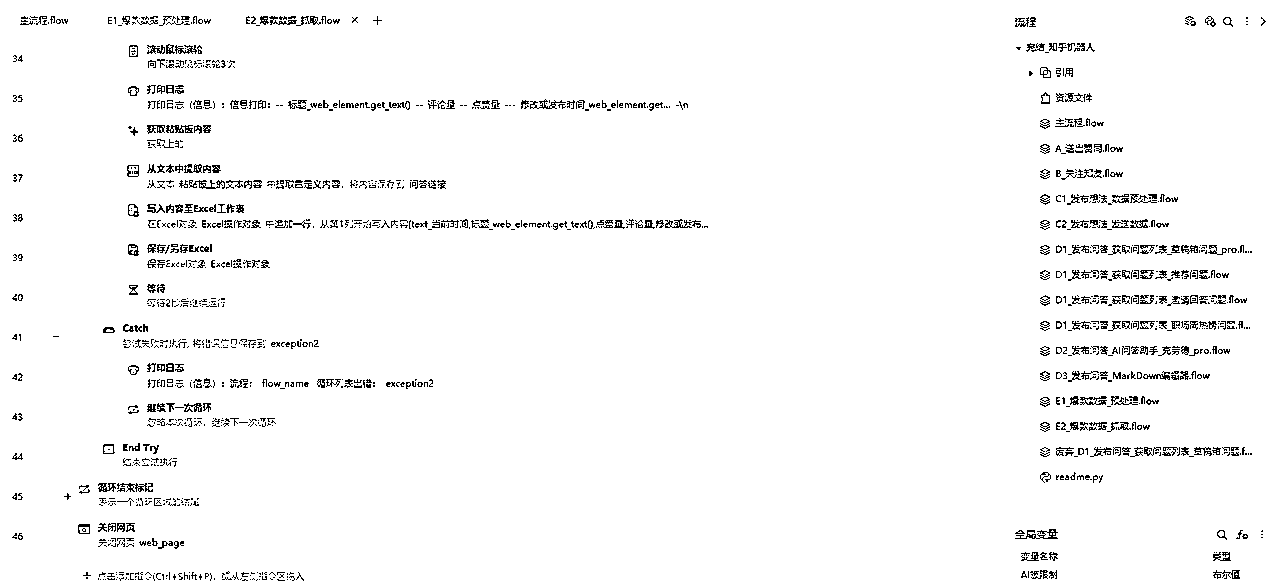 主流程.flow
E1_爆款数据_预处理.flow
E2_爆款数据_抓取.flow
34
滚动鼠标滚轮
向下滚动鼠标滚轮3次
35
打印日志
打印日志（信息）：信息打印：-- 标题_web_element.get_text() -- 评论量 -- 点赞量 --- 修改或发布时间_web_element.get... -\n
36
获取粘贴板内容
获取上的
37
从文本中提取内容
从文本 粘贴板上的文本内容 中提取自定义内容，将内容保存到 问答链接
38
写入内容至Excel工作表
在Excel对象 Excel操作对象 中追加一行，从第1列开始写入内容[text_当前时间,标题_web_element.get_text(),点赞量,评论量,修改或发布...
39
保存/另存Excel
保存Excel对象 Excel操作对象
40
等待
等待2秒后继续运行
41
Catch
尝试失败时执行, 将错误信息保存到 exception2
42
打印日志
打印日志（信息）：流程： flow_name 循环列表出错： exception2
43
继续下一次循环
忽略本次循环，继续下一次循环
44
End Try
结束尝试执行
45
循环结束标记
表示一个循环区域的结尾
46
关闭网页
关闭网页 web_page
点击添加指令(Ctrl+Shift+P)，或从左侧指令区拖入
流程
完结_知乎机器人
引用
资源文件
主流程.flow
A_送出赞同.flow
B_关注知友.flow
C1_发布想法_数据预处理.flow
C2_发布想法_发送数据.flow
D1_发布问答_获取问题列表_草稿箱问题_pro.fl...
D1_发布问答_获取问题列表_推荐问题.flow
D1_发布问答_获取问题列表_邀请回答问题.flow
D1_发布问答_获取问题列表_职场高热榜问题.fl...
D2_发布问答_AI问答助手_克劳德_pro.flow
D3_发布问答_MarkDown编辑器.flow
E1_爆款数据_预处理.flow
E2_爆款数据_抓取.flow
废弃_D1_发布问答_获取问题列表_草稿箱问题.f...
readme.py
全局变量
变量名称
类型
布尔值